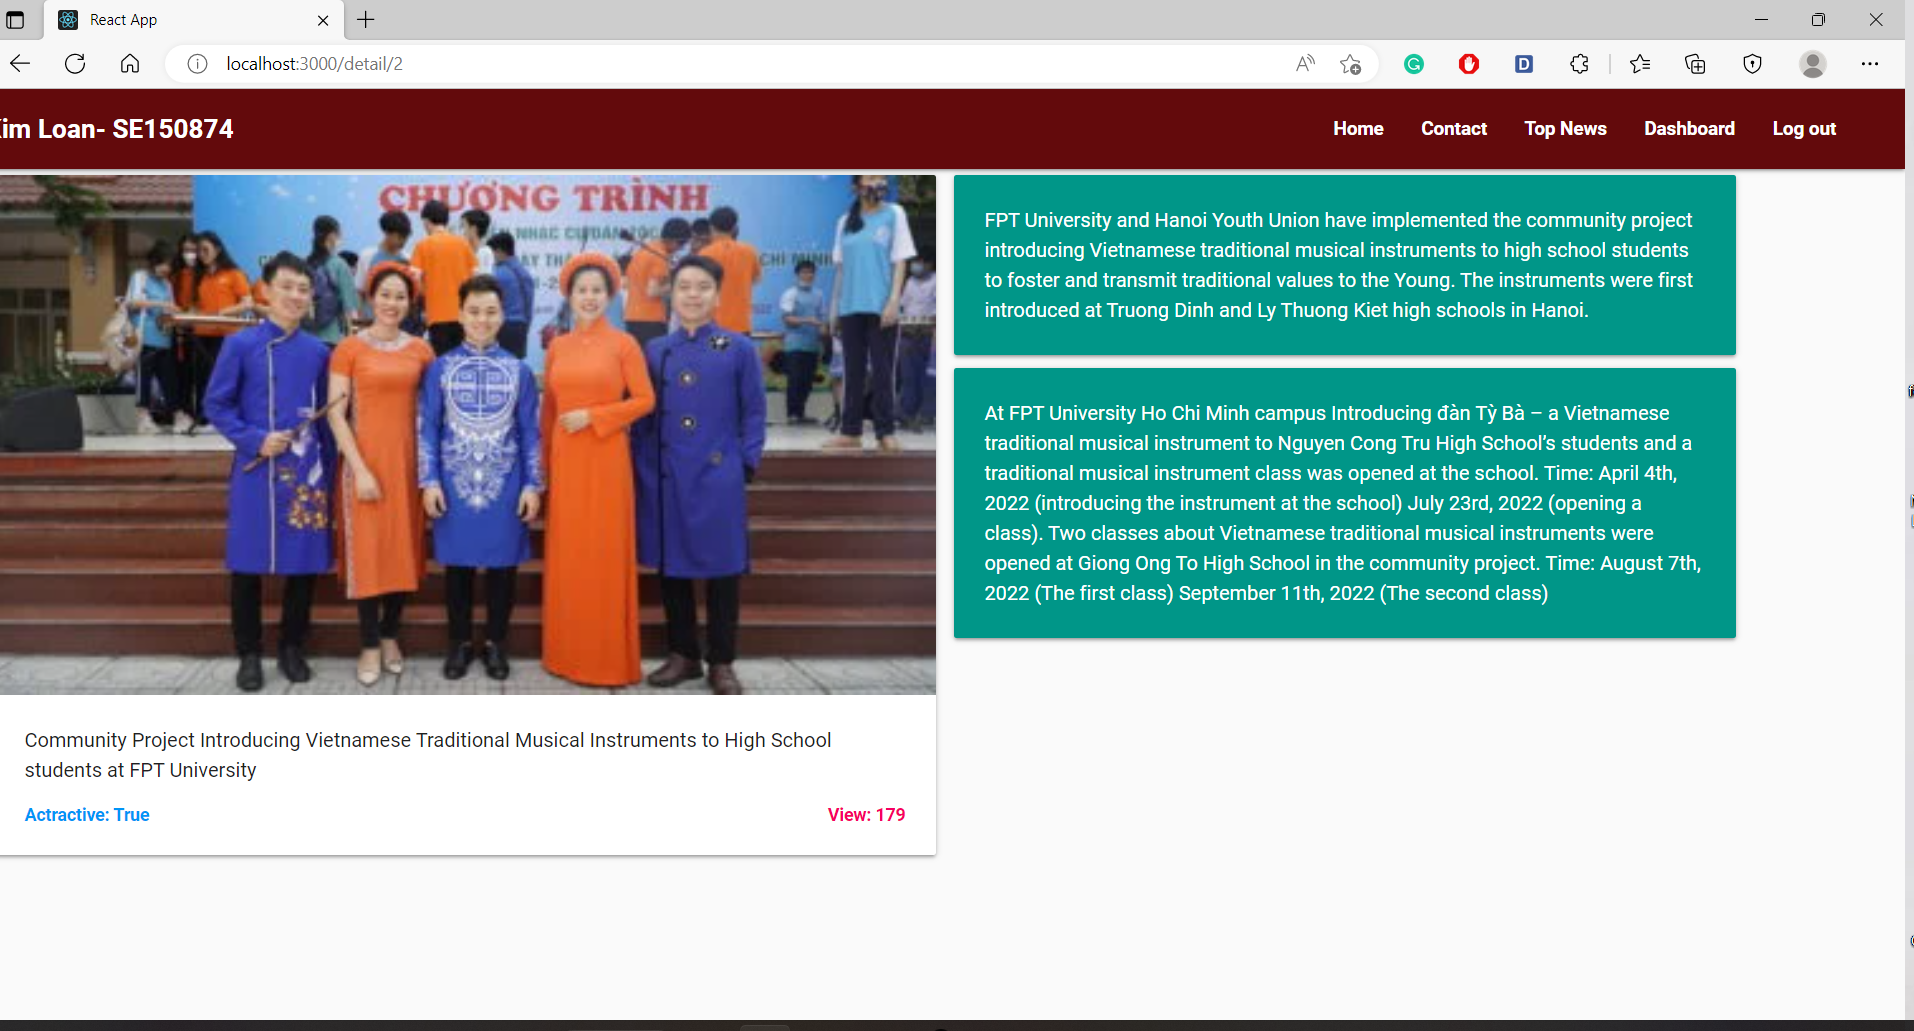 React App
localhost:3000/detail/2
im Loan- SE150874
Home Contact Top News Dashboard Log out
CHƯƠNG TRÌNH
NHẠC CỤ DÂN TỘC
CHÍ MINH
Community Project Introducing Vietnamese Traditional Musical Instruments to High School
students at FPT University
Actractive: True
View: 179
FPT University and Hanoi Youth Union have implemented the community project
introducing Vietnamese traditional musical instruments to high school students
to foster and transmit traditional values to the Young. The instruments were first
introduced at Truong Dinh and Ly Thuong Kiet high schools in Hanoi.
At FPT University Ho Chi Minh campus Introducing đàn Tỳ Bà – a Vietnamese
traditional musical instrument to Nguyen Cong Tru High School’s students and a
traditional musical instrument class was opened at the school. Time: April 4th,
2022 (introducing the instrument at the school) July 23rd, 2022 (opening a
class). Two classes about Vietnamese traditional musical instruments were
opened at Giong Ong To High School in the community project. Time: August 7th,
2022 (The first class) September 11th, 2022 (The second class)